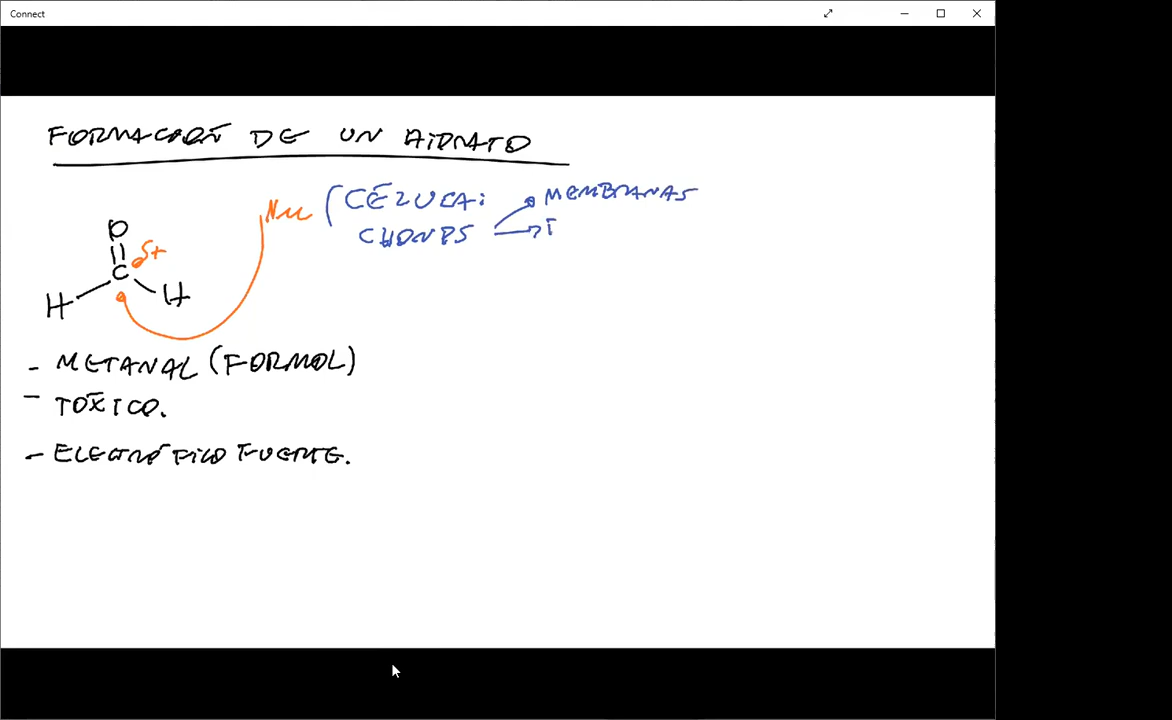 Connect
FORMACIÓN DE UN HIDRATO
Nu (CÉLULA: MEMBRANAS
CHONPS
O
δ+
C
H H
- METANAL (FORMOL)
- TÓXICO.
- ELECTRÓFILO FUERTE.